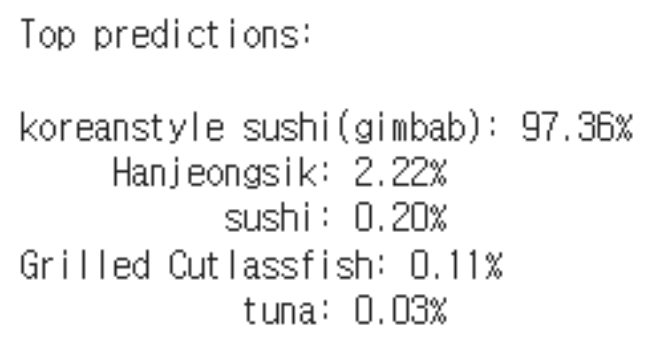 Top predictions:
koreanstyle sushi(gimbab): 97.36%
Hanjeongsik: 2.22%
sushi: 0.20%
Grilled Cutlassfish: 0.11%
tuna: 0.03%